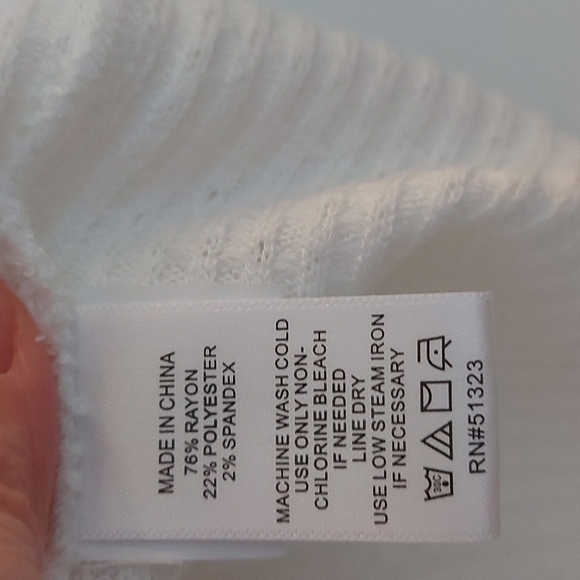 MADE IN CHINA
76% RAYON
22% POLYESTER
2% SPANDEX
MACHINE WASH COLD
USE ONLY NON-
CHLORINE BLEACH
IF NEEDED
LINE DRY
USE LOW STEAM IRON
IF NECESSARY
30C
RN#51323